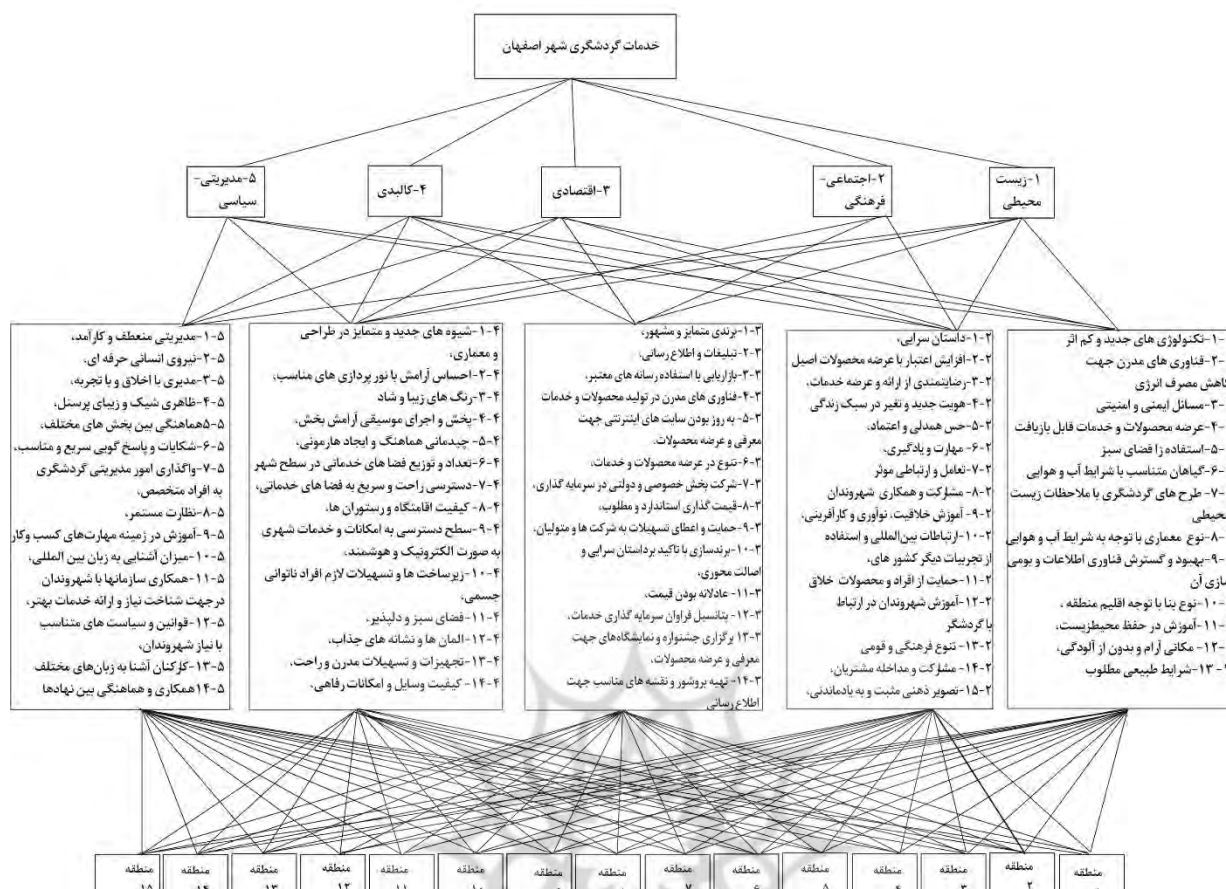 خدمات گردشگری شهر اصفهان
۱-زیست
محیطی
۲-اجتماعی-
فرهنگی
۳-اقتصادی
۴-کالبدی
۵-مدیریتی-
سیاسی
۱-تکنولوژی های جدید و کم اثر
۲-فناوری های مدرن جهت
کاهش مصرف انرژی
۳-مسائل ایمنی و امنیتی
۴-عرضه محصولات و خدمات قابل بازیافت
۵-استفاده زا فضای سبز
۶-گیاهان متناسب با شرایط آب و هوایی
۷- طرح های گردشگری با ملاحظات زیست
محیطی
۸-نوع معماری با توجه به شرایط آب و هوایی
۹-بهبود و گسترش فناوری اطلاعات و بومی
سازی آن
۱۰-نوع بنا با توجه اقلیم منطقه ،
۱۱-آموزش در حفظ محیطزیست،
۱۲-مکانی آرام و بدون از آلودگی،
۱۳-شرایط طبیعی مطلوب
۱-۲-داستان سرایی،
۲-۲-افزایش اعتبار با عرضه محصولات اصیل
۳-۲-رضایتمندی از ارائه و عرضه خدمات،
۴-۲-هویت جدید و تغیر در سبک زندگی
۵-۲-حس همدلی و اعتماد،
۶-۲- مهارت و یادگیری،
۷-۲-تعامل و ارتباطی موثر
۸-۲- مشارکت و همکاری شهروندان
۹-۲-آموزش خلاقیت، نوآوری و کارآفرینی،
۱۰-۲-ارتباطات بین‌المللی و استفاده
از تجربیات دیگر کشور های،
۱۱-۲-حمایت از افراد و محصولات خلاق
۱۲-۲-آموزش شهروندان در ارتباط
با گردشگر
۱۳-۲- تنوع فرهنگی و قومی
۱۴-۲- مشارکت و مداخله مشتریان،
۱۵-۲-تصویر ذهنی مثبت و به یادماندنی،
۱-۳-برندی متمایز و مشهور،
۲-۳-تبلیغات و اطلاع رسانی،
۳-۳-بازاریابی با استفاده رسانه های معتبر،
۴-۳-فناوری های مدرن در تولید محصولات و خدمات
۵-۳-به روز بودن سایت های اینترنتی جهت
معرفی و عرضه محصولات،
۶-۳-تنوع در عرضه محصولات و خدمات،
۷-۳-شرکت بخش خصوصی و دولتی در سرمایه گذاری،
۸-۳-قیمت گذاری استاندارد و مطلوب،
۹-۳-حمایت و اعطای تسهیلات به شرکت ها و متولیان،
۱۰-۳-برندسازی با تاکید برداستان سرایی و
اصالت محوری،
۱۱-۳-عادلانه بودن قیمت،
۱۲-۳-پتانسیل فراوان سرمایه گذاری خدمات،
۱۳-۳ برگزاری جشنواره و نمایشگاه‌های جهت
معرفی و عرضه محصولات،
۱۴-۳- تهیه بروشور و نقشه های مناسب جهت
اطلاع رسانی
۱-۴-شیوه های جدید و متمایز در طراحی
و معماری،
۲-۴-احساس آرامش با نور پردازی های مناسب،
۳-۴-رنگ های زیبا و شاد
۴-۴-پخش و اجرای موسیقی آرامش بخش،
۵-۴-چیدمانی هماهنگ و ایجاد هارمونی،
۶-۴-تعداد و توزیع فضا های خدماتی در سطح شهر
۷-۴-دسترسی راحت و سریع به فضا های خدماتی،
۸-۴- کیفیت اقامتگاه و رستوران ها،
۹-۴-سطح دسترسی به امکانات و خدمات شهری
به صورت الکترونیک و هوشمند،
۱۰-۴-زیرساخت ها و تسهیلات لازم افراد ناتوانی
جسمی،
۱۱-۴-فضای سبز و دلپذیر،
۱۲-۴-المان ها و نشانه های جذاب،
۱۳-۴-تجهیزات و تسهیلات مدرن و راحت،
۱۴-۴- کیفیت وسایل و امکانات رفاهی،
۱-۵-مدیریتی منعطف و کارآمد،
۲-۵-نیروی انسانی حرفه ای،
۳-۵-مدیری با اخلاق و با تجربه،
۴-۵-ظاهری شیک و زیبای پرسنل،
۵-۵هماهنگی بین بخش های مختلف،
۶-۵-شکایات و پاسخ گویی سریع و مناسب،
۷-۵-واگذاری امور مدیریتی گردشگری
به افراد متخصص،
۸-۵-نظارت مستمر،
۹-۵-آموزش در زمینه مهارت‌های کسب وکار
۱۰-۵-میزان آشنایی به زبان بین المللی،
۱۱-۵-همکاری سازمانها با شهروندان
درجهت شناخت نیاز و ارائه خدمات بهتر،
۱۲-۵-قوانین و سیاست های متناسب
با نیاز شهروندان،
۱۳-۵-کارکنان آشنا به زبان‌های مختلف
۱۴-۵همکاری و هماهنگی بین نهادها
منطقه
منطقه
۲
منطقه
۳
منطقه
۴
منطقه
۵
منطقه
۶
منطقه
۷
منطقه
منطقه
منطقه
۱۰
منطقه
۱۱
منطقه
۱۲
منطقه
۱۳
منطقه
۱۴
منطقه
۱۵